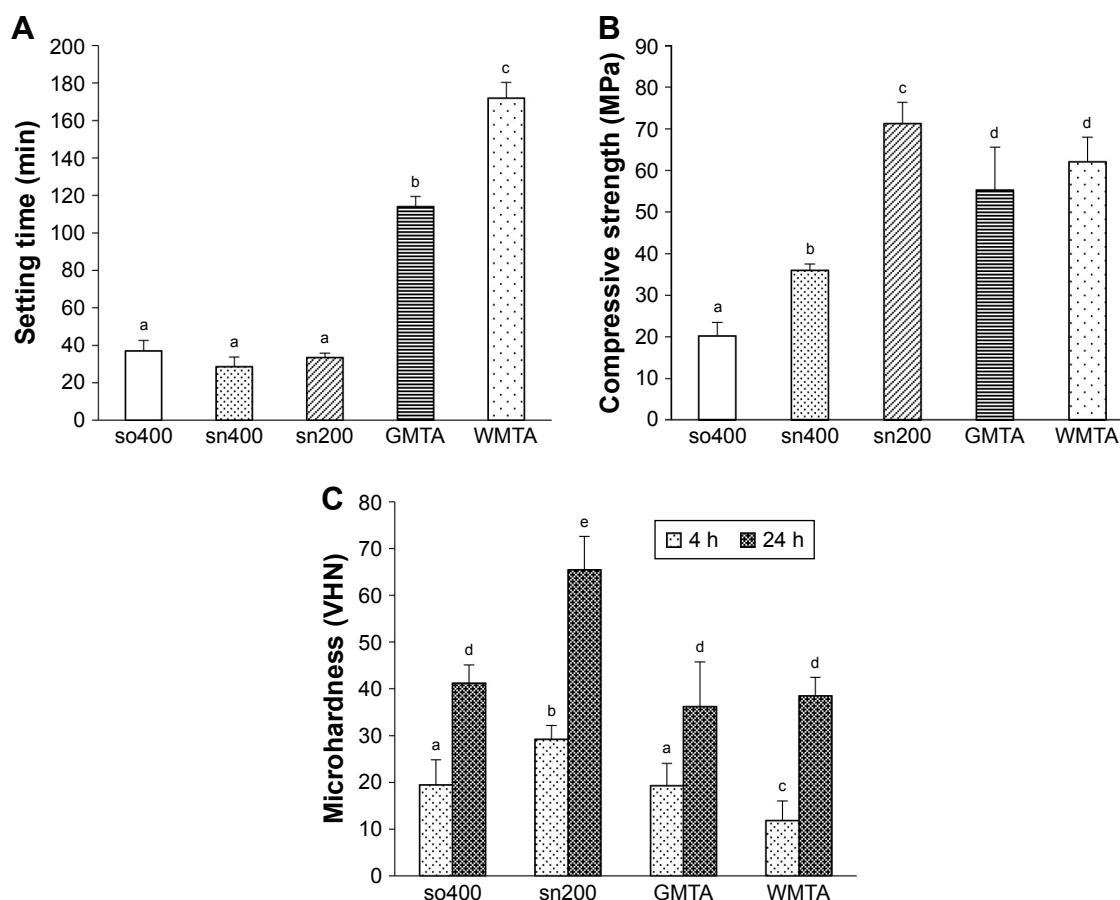 A
Setting time (min)
200
180
160
140
120
100
80
60
40
20
0
a
a
a
b
c
so400
sn400
sn200
GMTA
WMTA
B
Compressive strength (MPa)
90
80
70
60
50
40
30
20
10
0
a
b
c
d
d
so400
sn400
sn200
GMTA
WMTA
C
Microhardness (VHN)
80
70
60
50
40
30
20
10
0
4 h
24 h
a
d
b
e
a
d
c
d
so400
sn200
GMTA
WMTA